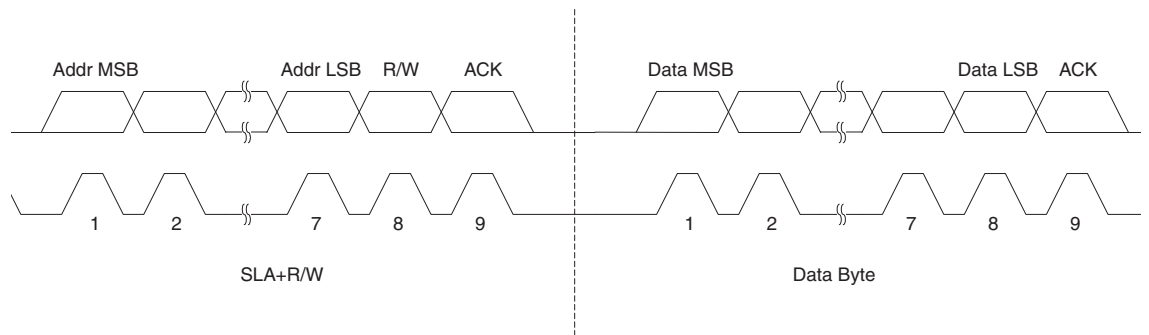 Addr MSB Addr LSB R/W ACK Data MSB Data LSB ACK
1 2 7 8 9 1 2 7 8 9
SLA+R/W Data Byte